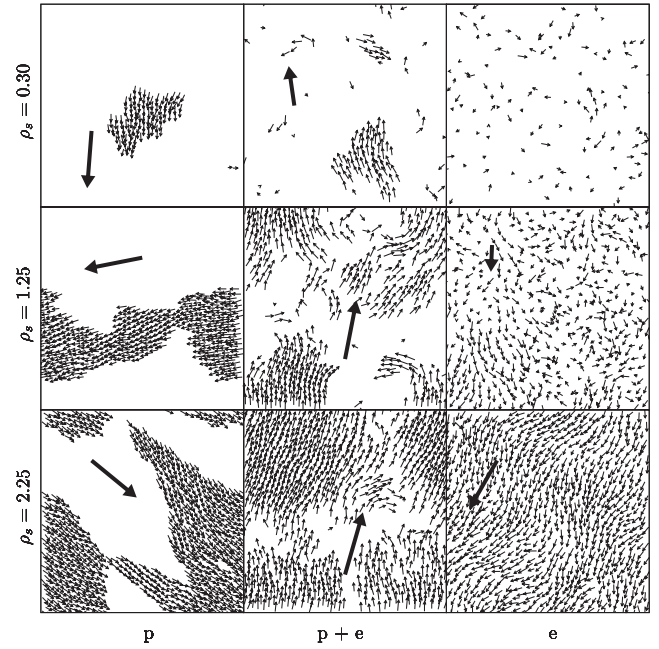 ρₛ = 0.30
ρₛ = 1.25
ρₛ = 2.25
p
p + e
e